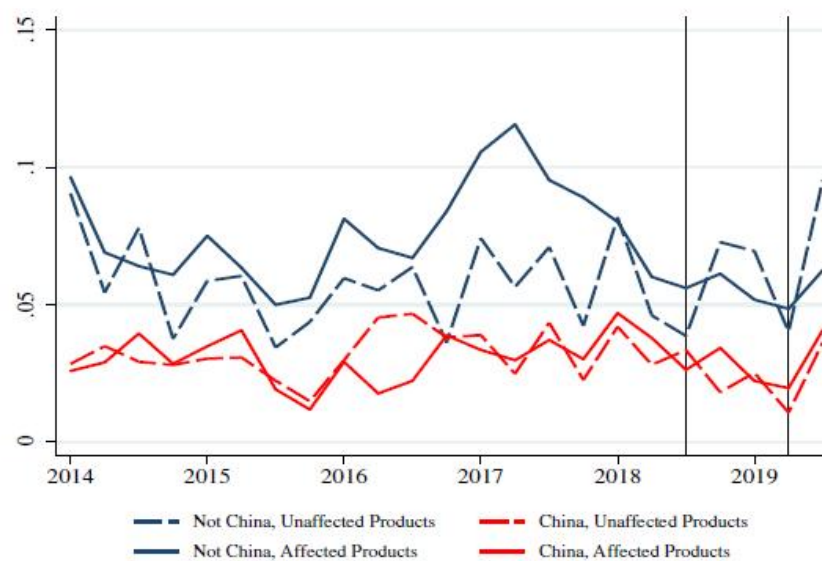 .15
.1
.05
0
2014 2015 2016 2017 2018 2019
Not China, Unaffected Products China, Unaffected Products
Not China, Affected Products China, Affected Products